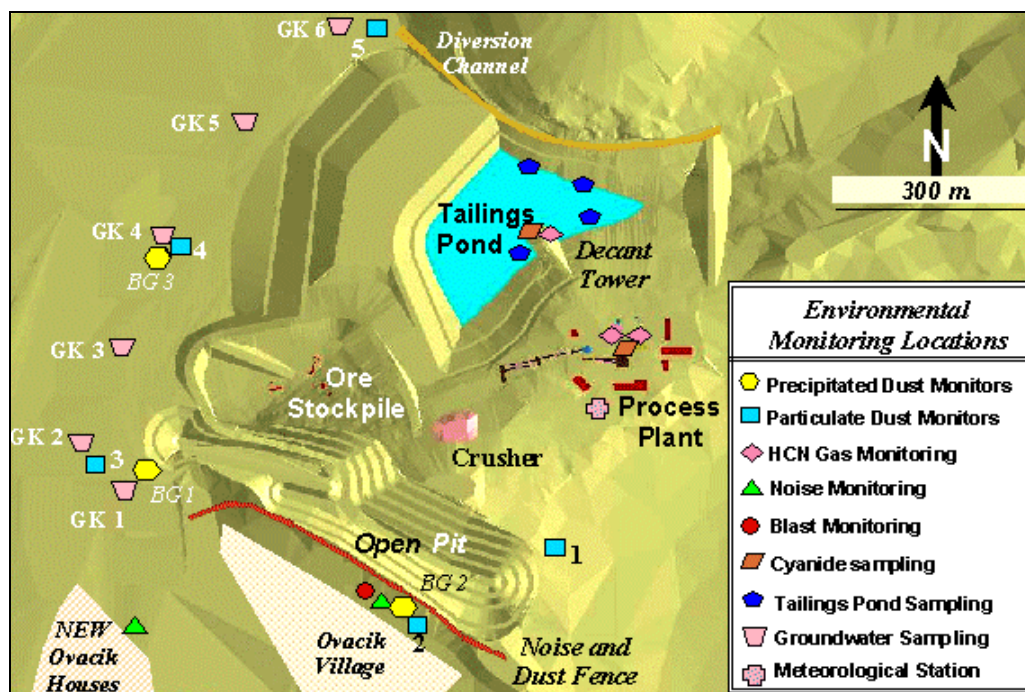 GK 6
5
Diversion
Channel
GK 5
N
300 m
GK 4
4
BG 3
Tailings
Pond
Decant
Tower
GK 3
Ore
Stockpile
Process
Plant
Crusher
GK 2
3
BG 1
GK 1
Open Pit
1
BG 2
2
NEW
Ovacik
Houses
Ovacik
Village
Noise and
Dust Fence
Environmental
Monitoring Locations
Precipitated Dust Monitors
Particulate Dust Monitors
HCN Gas Monitoring
Noise Monitoring
Blast Monitoring
Cyanide sampling
Tailings Pond Sampling
Groundwater Sampling
Meteorological Station